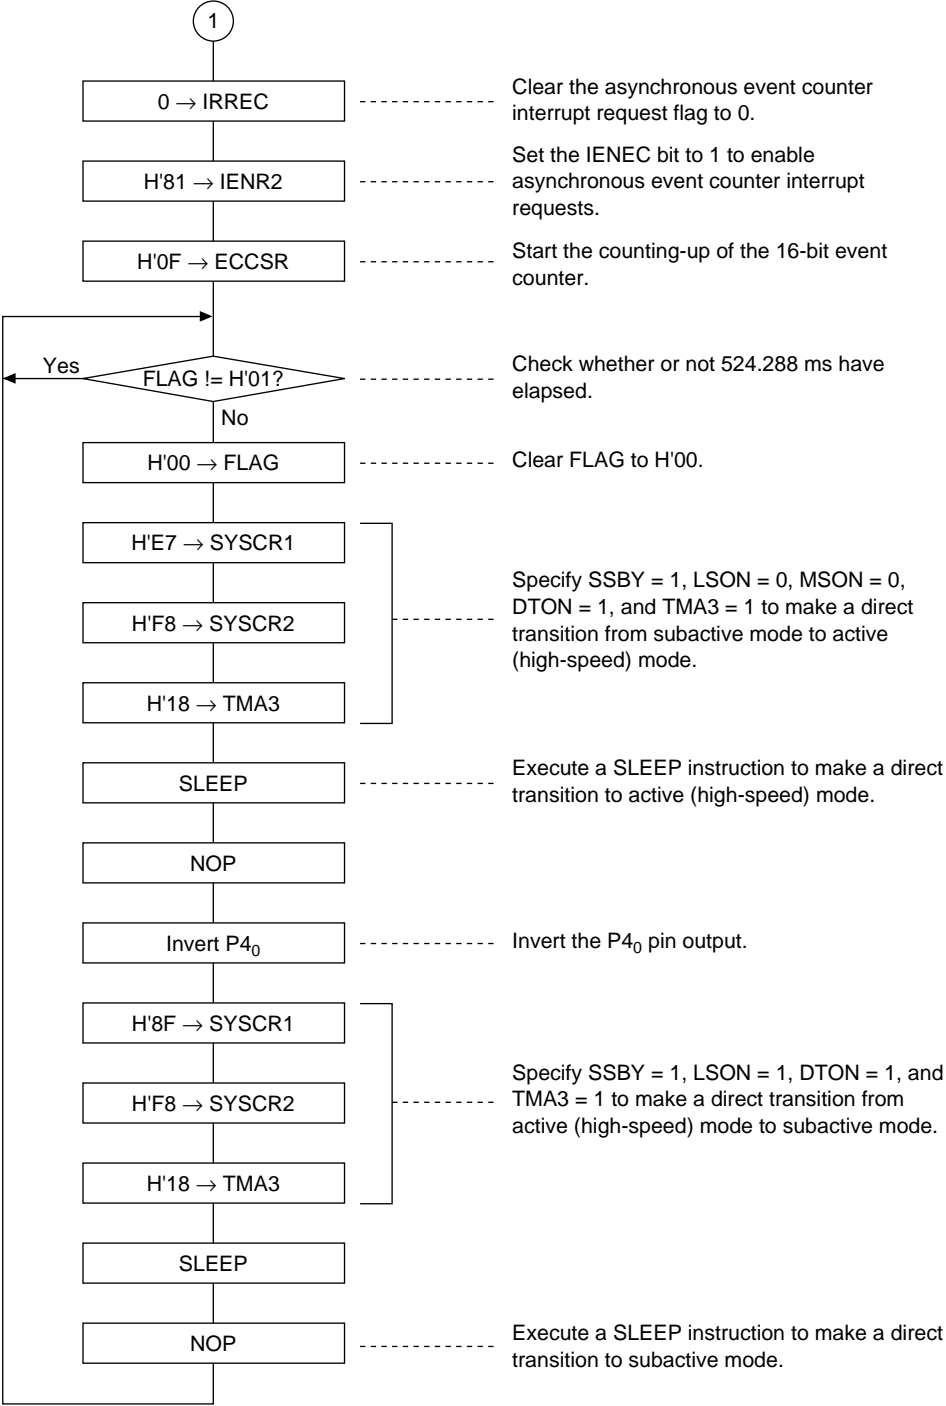 1
0 → IRREC
Clear the asynchronous event counter
interrupt request flag to 0.
H'81 → IENR2
Set the IENEC bit to 1 to enable
asynchronous event counter interrupt
requests.
H'0F → ECCSR
Start the counting-up of the 16-bit event
counter.
Yes
FLAG != H'01?
Check whether or not 524.288 ms have
elapsed.
No
H'00 → FLAG
Clear FLAG to H'00.
H'E7 → SYSCR1
H'F8 → SYSCR2
H'18 → TMA3
Specify SSBY = 1, LSON = 0, MSON = 0,
DTON = 1, and TMA3 = 1 to make a direct
transition from subactive mode to active
(high-speed) mode.
SLEEP
Execute a SLEEP instruction to make a direct
transition to active (high-speed) mode.
NOP
Invert P4₀
Invert the P4₀ pin output.
H'8F → SYSCR1
H'F8 → SYSCR2
H'18 → TMA3
Specify SSBY = 1, LSON = 1, DTON = 1, and
TMA3 = 1 to make a direct transition from
active (high-speed) mode to subactive mode.
SLEEP
NOP
Execute a SLEEP instruction to make a direct
transition to subactive mode.